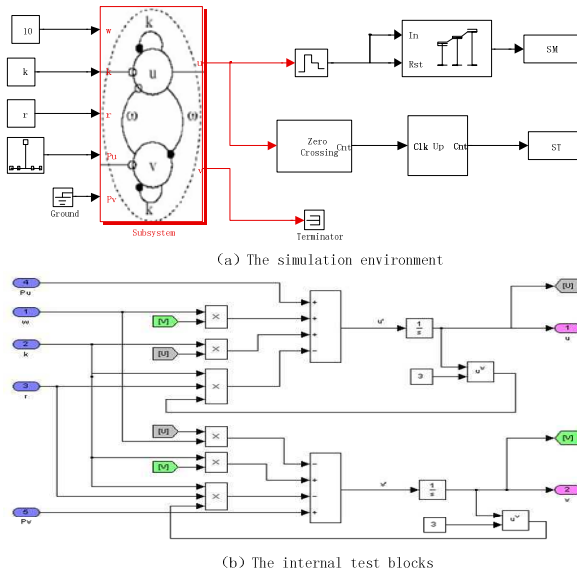 10
w
k
k
r
r
Pu
Pv
Ground
k
u
ω
ω
v
k
u
v
Subsystem
In
Rst
SM
Zero
Crossing
Cnt
Clk Up
Cnt
ST
Terminator
(a) The simulation environment
4
Pu
1
w
2
k
3
r
5
Pv
[V]
[U]
[U]
[V]
×
×
×
×
×
×
+
+
+
−
−
+
−
+
u'
v'
1
s
1
s
3
3
[U]
1
u
[V]
2
v
(b) The internal test blocks